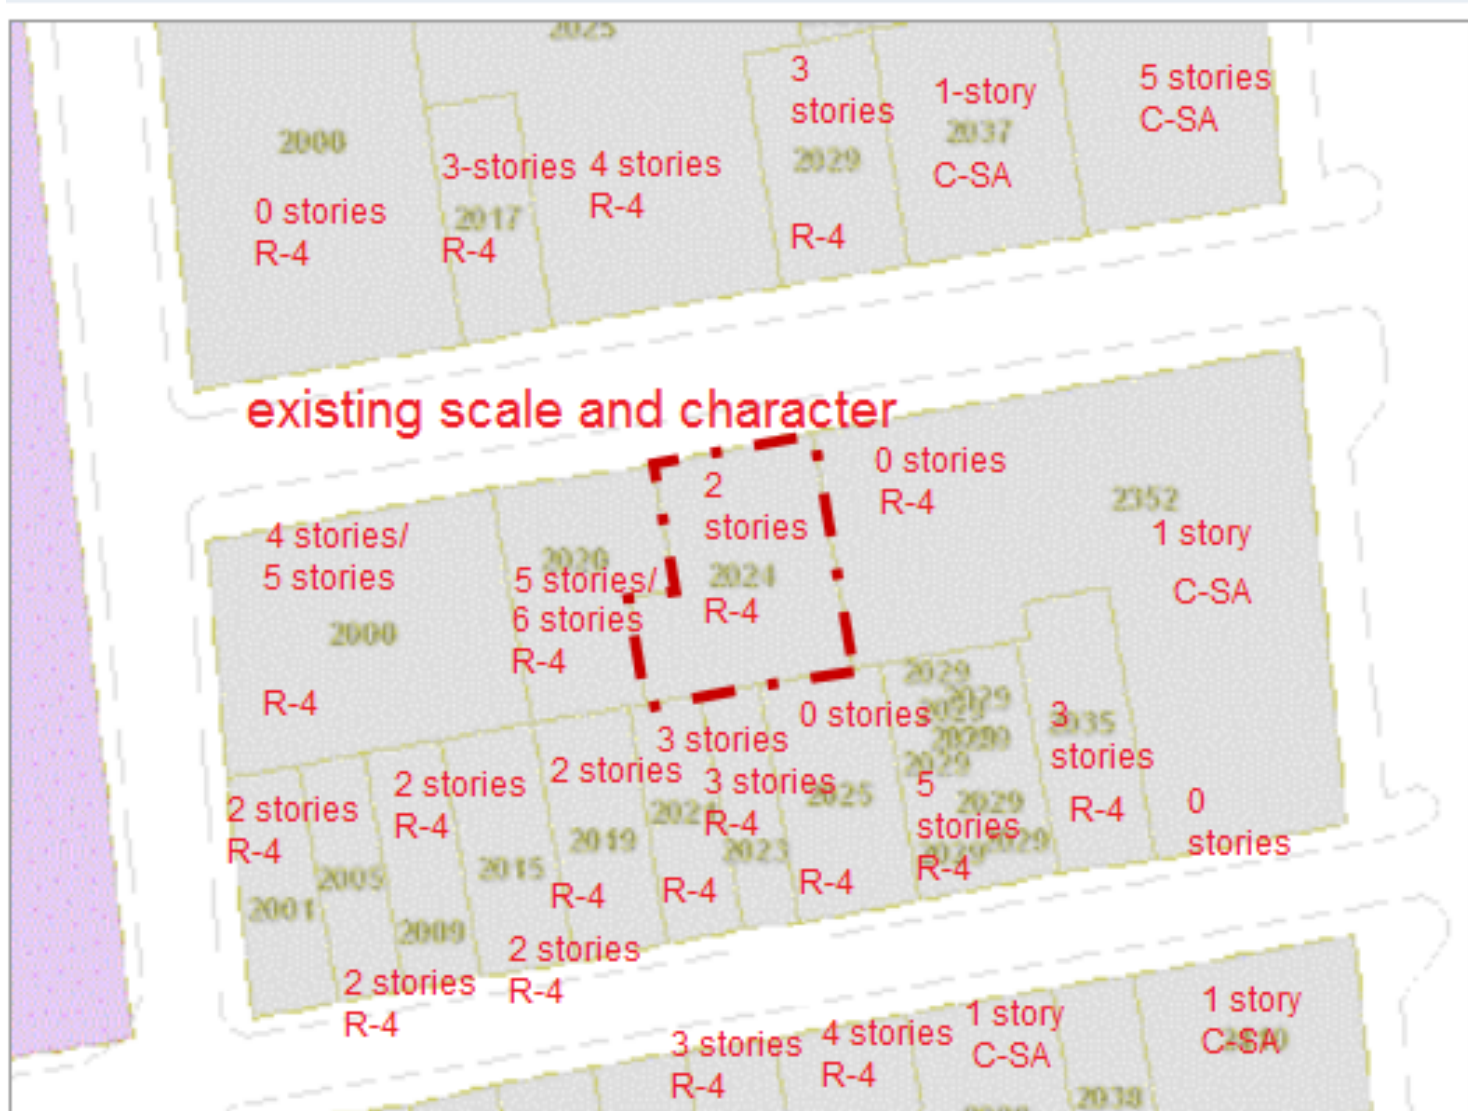 2025
3
stories
1-story
5 stories
C-SA
2000
2037
3-stories
4 stories
2029
C-SA
0 stories
R-4
2017
R-4
R-4
R-4
existing scale and character
0 stories
R-4
2
stories
2352
4 stories/
5 stories
2020
5 stories/
2024
1 story
R-4
6 stories
C-SA
2000
R-4
R-4
2029
2029
0 stories
3
2035
3 stories
stories
2029
2 stories
2 stories
3 stories
5
2025
2029
2 stories
R-4
2019
R-4
stories
R-4
0
stories
R-4
2015
2023
R-4
2029
2005
R-4
R-4
R-4
2001
2009
2 stories
R-4
2 stories
R-4
3 stories
R-4
4 stories
R-4
1 story
C-SA
1 story
C-SA
2038